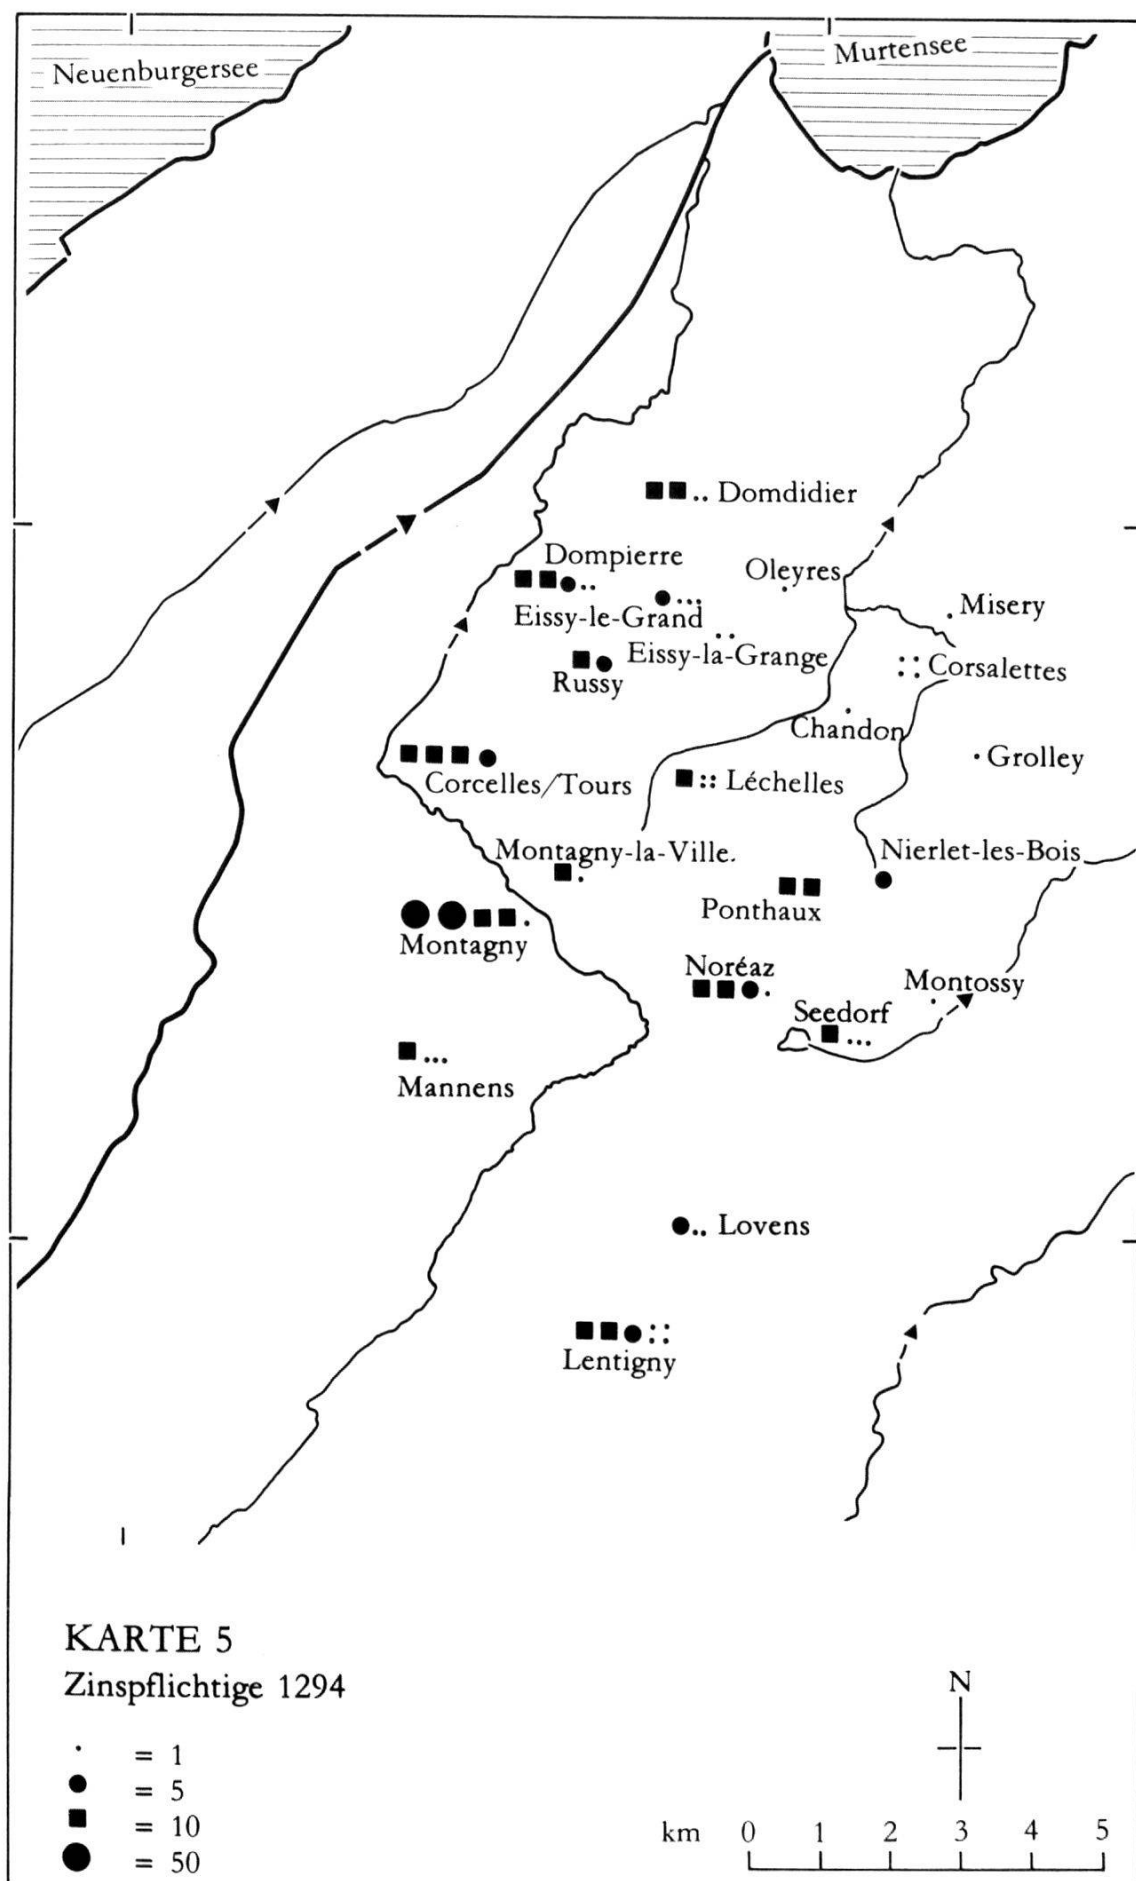 Neuenburgersee
Murtensee
Domdidier
Dompierre
Oleyres
Misery
Eissy-le-Grand
Eissy-la-Grange
Corsalettes
Russy
Chandon
Grolley
Corcelles/Tours
Léchelles
Montagny-la-Ville.
Nierlet-les-Bois
Ponthaux
Montagny
Noréaz
Montossy
Seedorf
Mannens
Lovens
Lentigny
KARTE 5
Zinspflichtige 1294
N
= 1
= 5
= 10
= 50
km 0 1 2 3 4 5